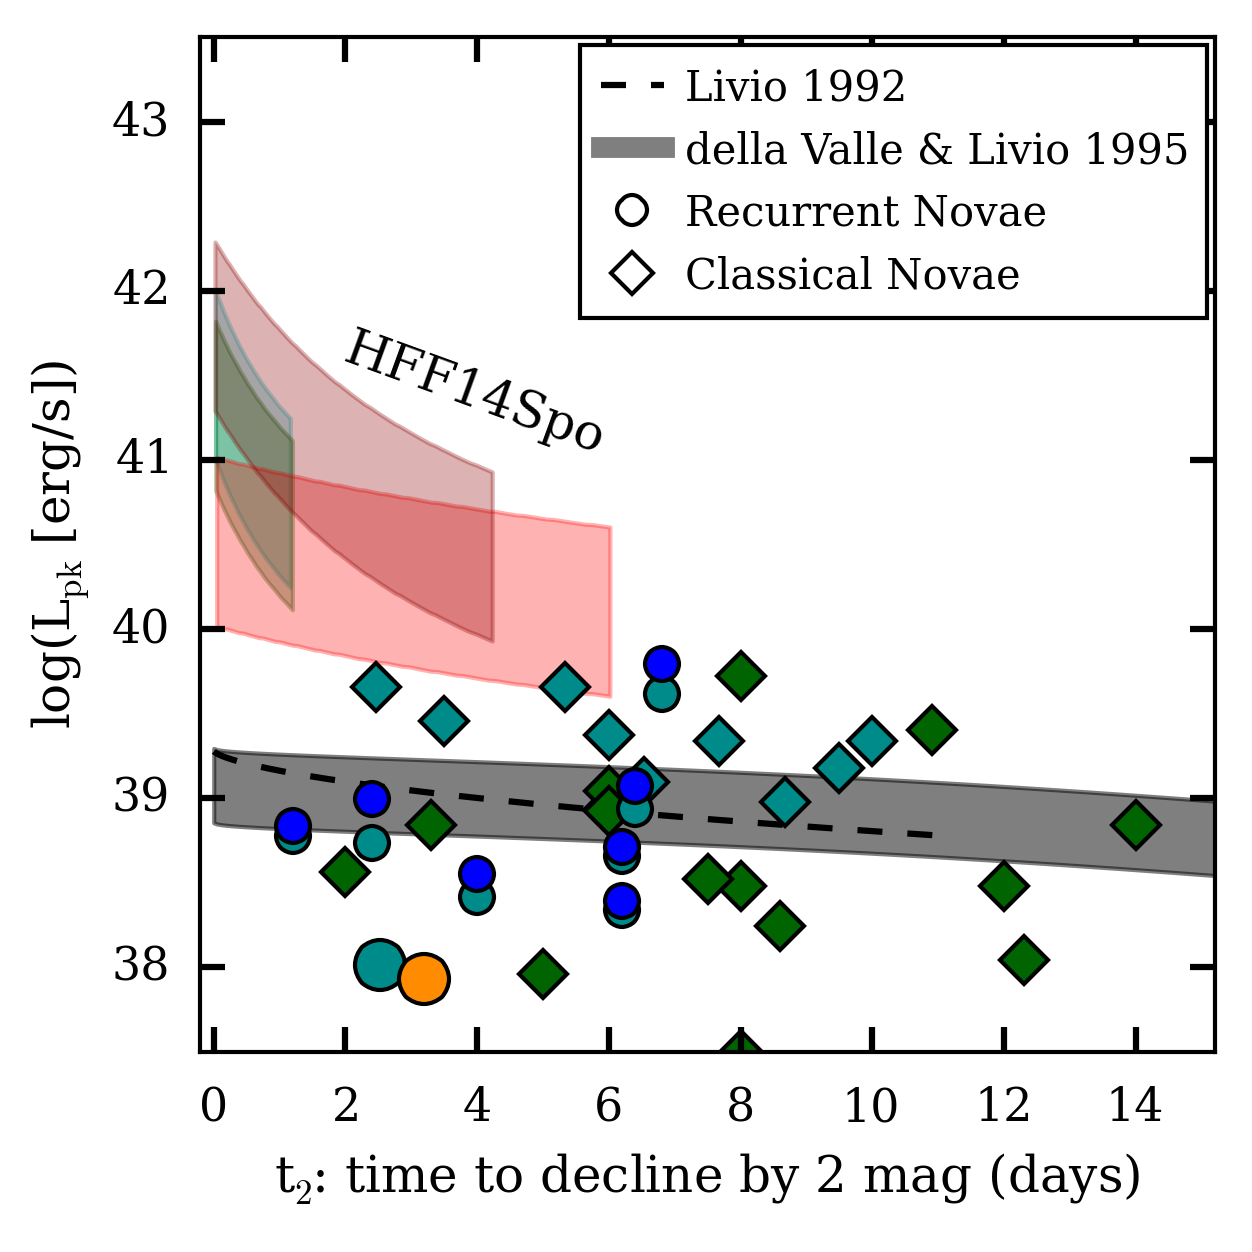 Livio 1992
della Valle & Livio 1995
Recurrent Novae
Classical Novae
HFF14Spo
43
42
41
40
39
38
log(L_pk [erg/s])
0 2 4 6 8 10 12 14
t_2: time to decline by 2 mag (days)